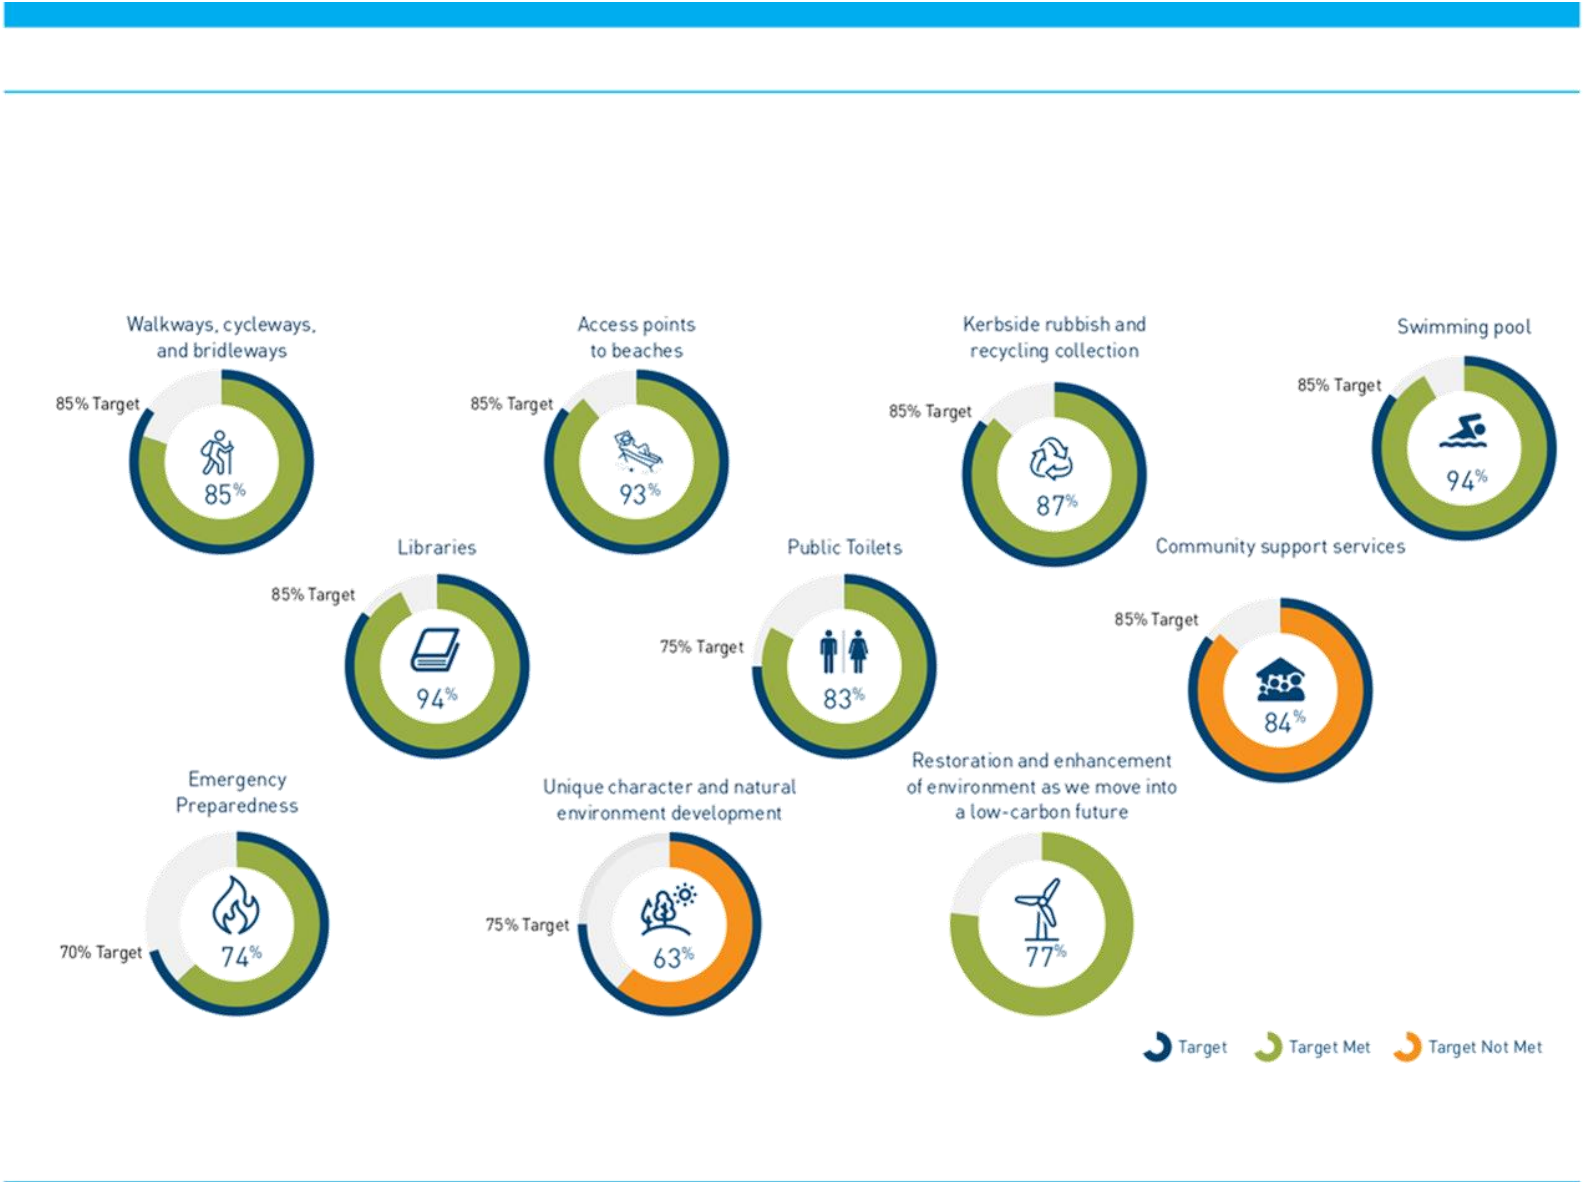 Walkways, cycleways,
and bridleways
85% Target
85%
Access points
to beaches
85% Target
93%
Kerbside rubbish and
recycling collection
85% Target
87%
Swimming pool
85% Target
94%
Libraries
85% Target
94%
Public Toilets
75% Target
83%
Community support services
85% Target
84%
Emergency
Preparedness
70% Target
74%
Unique character and natural
environment development
75% Target
63%
Restoration and enhancement
of environment as we move into
a low-carbon future
77%
Target
Target Met
Target Not Met